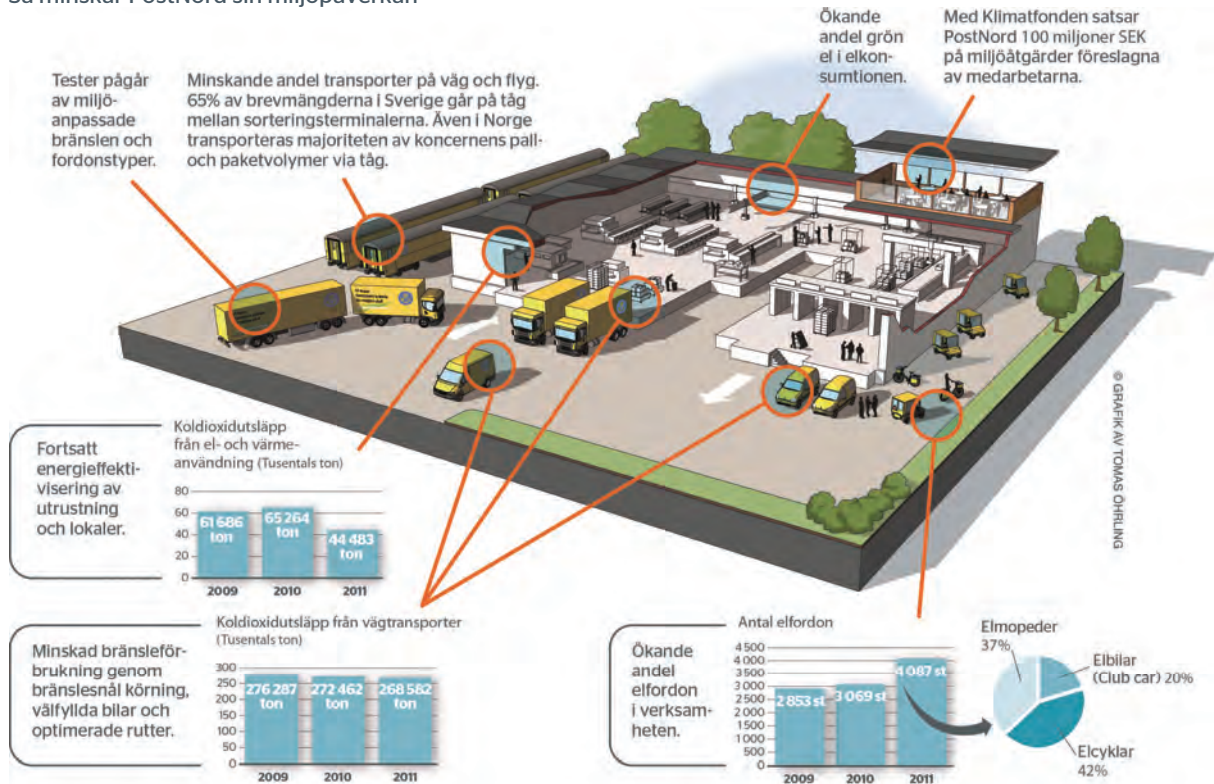 Så minskar PostNord sin miljöpåverkan
Tester pågår
av miljö-
anpassade
bränslen och
fordonstyper.
Minskande andel transporter på väg och flyg.
65% av brevmängderna i Sverige går på tåg
mellan sorteringsterminalerna. Även i Norge
transporteras majoriteten av koncernens pall-
och paketvolymer via tåg.
Ökande
andel grön
el i elkon-
sumtionen.
Med Klimatfonden satsar
PostNord 100 miljoner SEK
på miljöåtgärder föreslagna
av medarbetarna.
© GRAFIK AV TOMAS ÖHRLING
Fortsatt
energieffekti-
visering av
utrustning
och lokaler.
Koldioxidutsläpp
från el- och värme-
användning (Tusentals ton)
80
60
40
20
0
61 686
ton
65 264
ton
44 483
ton
2009
2010
2011
Minskad bränsleför-
brukning genom
bränslesnål körning,
välfyllda bilar och
optimerade rutter.
Koldioxidutsläpp från vägtransporter
(Tusentals ton)
300
250
200
150
100
50
0
276 287
ton
272 462
ton
268 582
ton
2009
2010
2011
Ökande
andel
elfordon
i verksam-
heten.
Antal elfordon
4 500
4 000
3 500
3 000
2 500
2 000
1 500
1 000
500
0
2 853 st
3 069 st
4 087 st
2009
2010
2011
Elmopeder
37%
Elbilar
(Club car) 20%
Elcyklar
42%